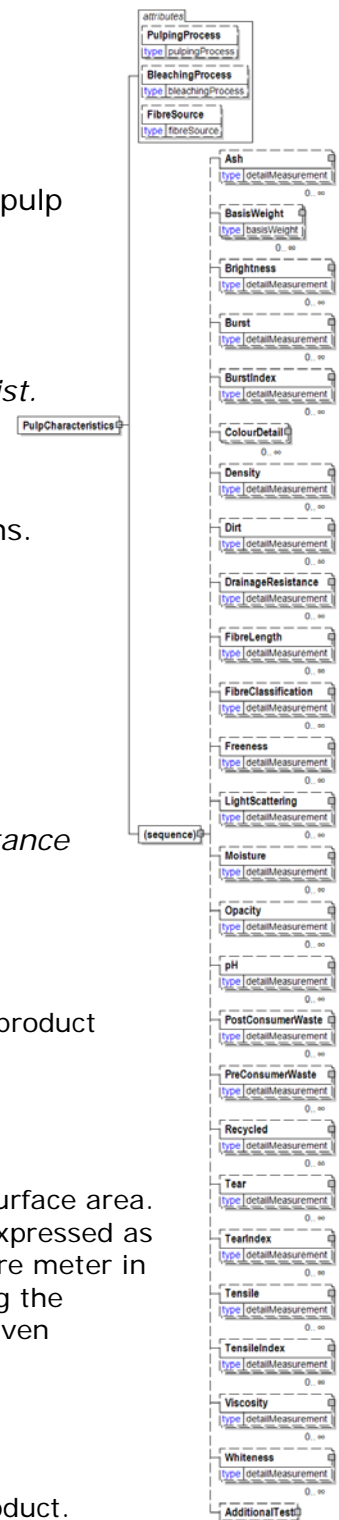 attributes
PulpingProcess
type pulpingProcess
BleachingProcess
type bleachingProcess
FibreSource
type fibreSource
pulp
ist.
ns.
tance
product
urface area.
xpressed as
re meter in
g the
ven
oduct.
PulpCharacteristics
(sequence)
Ash
type detailMeasurement
0..∞
BasisWeight
type basisWeight
0..∞
Brightness
type detailMeasurement
0..∞
Burst
type detailMeasurement
0..∞
BurstIndex
type detailMeasurement
0..∞
ColourDetail
0..∞
Density
type detailMeasurement
0..∞
Dirt
type detailMeasurement
0..∞
DrainageResistance
type detailMeasurement
0..∞
FibreLength
type detailMeasurement
0..∞
FibreClassification
type detailMeasurement
0..∞
Freeness
type detailMeasurement
0..∞
LightScattering
type detailMeasurement
0..∞
Moisture
type detailMeasurement
0..∞
Opacity
type detailMeasurement
0..∞
pH
type detailMeasurement
0..∞
PostConsumerWaste
type detailMeasurement
0..∞
PreConsumerWaste
type detailMeasurement
0..∞
Recycled
type detailMeasurement
0..∞
Tear
type detailMeasurement
0..∞
TearIndex
type detailMeasurement
0..∞
Tensile
type detailMeasurement
0..∞
TensileIndex
type detailMeasurement
0..∞
Viscosity
type detailMeasurement
0..∞
Whiteness
type detailMeasurement
0..∞
AdditionalTest